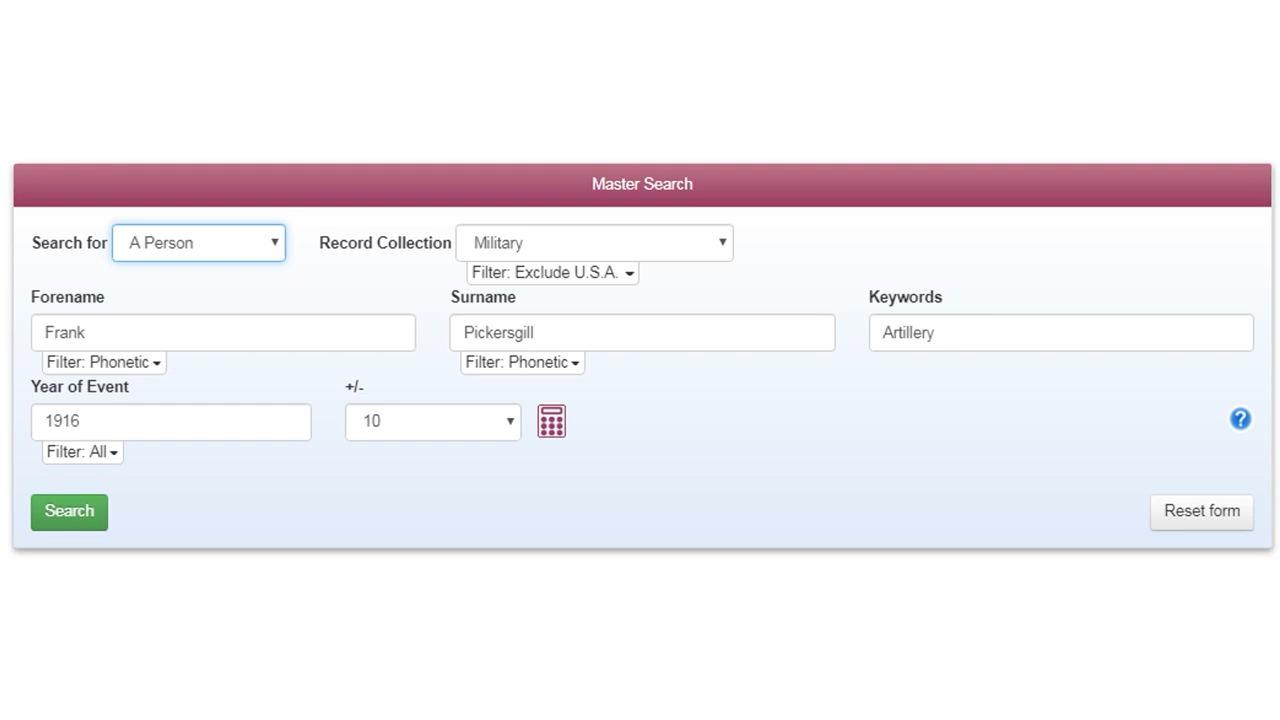 Master Search
Search for A Person Record Collection Military
Filter: Exclude U.S.A.
Forename Surname Keywords
Frank Pickersgill Artillery
Filter: Phonetic Filter: Phonetic
Year of Event +/-
1916 10
?
Filter: All
Search Reset form